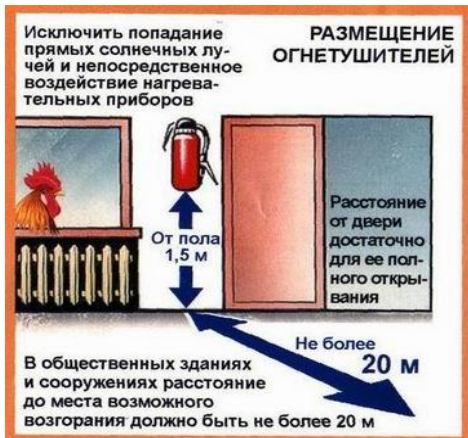 Исключить попадание
прямых солнечных лу-
чей и непосредственное
воздействие нагрева-
тельных приборов
РАЗМЕЩЕНИЕ
ОГНЕТУШИТЕЛЕЙ
От пола
1,5 м
Расстояние
от двери
достаточно
для ее пол-
ного откры-
вания
Не более
20 м
В общественных зданиях
и сооружениях расстояние
до места возможного
возгорания должно быть не более 20 м